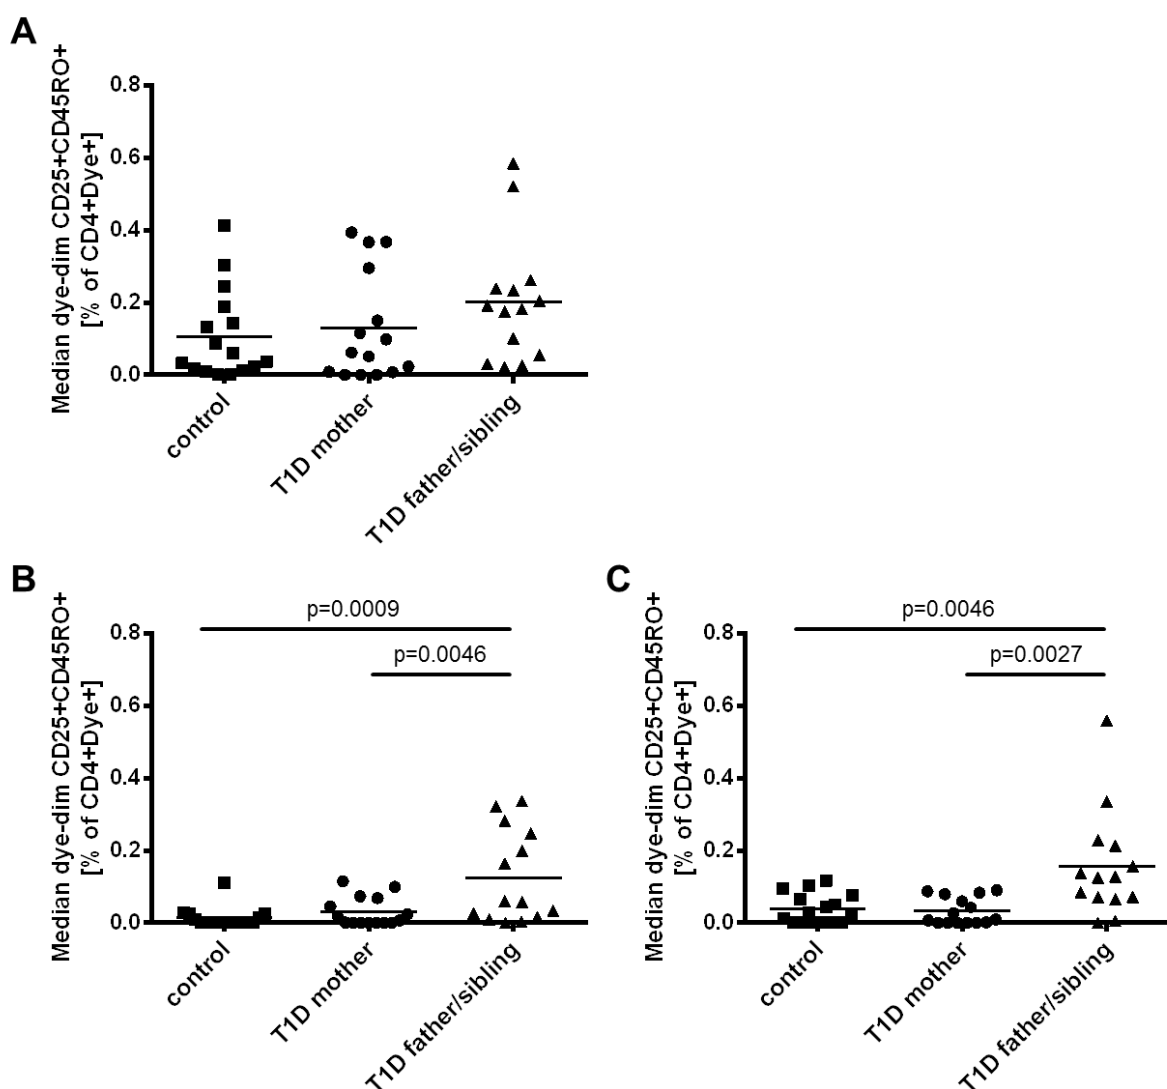 A
Median dye-dim CD25+CD45RO+
[% of CD4+Dye+]
0.8
0.6
0.4
0.2
0.0
control
T1D mother
T1D father/sibling
B
Median dye-dim CD25+CD45RO+
[% of CD4+Dye+]
p=0.0009
p=0.0046
0.8
0.6
0.4
0.2
0.0
control
T1D mother
T1D father/sibling
C
Median dye-dim CD25+CD45RO+
[% of CD4+Dye+]
p=0.0046
p=0.0027
0.8
0.6
0.4
0.2
0.0
control
T1D mother
T1D father/sibling